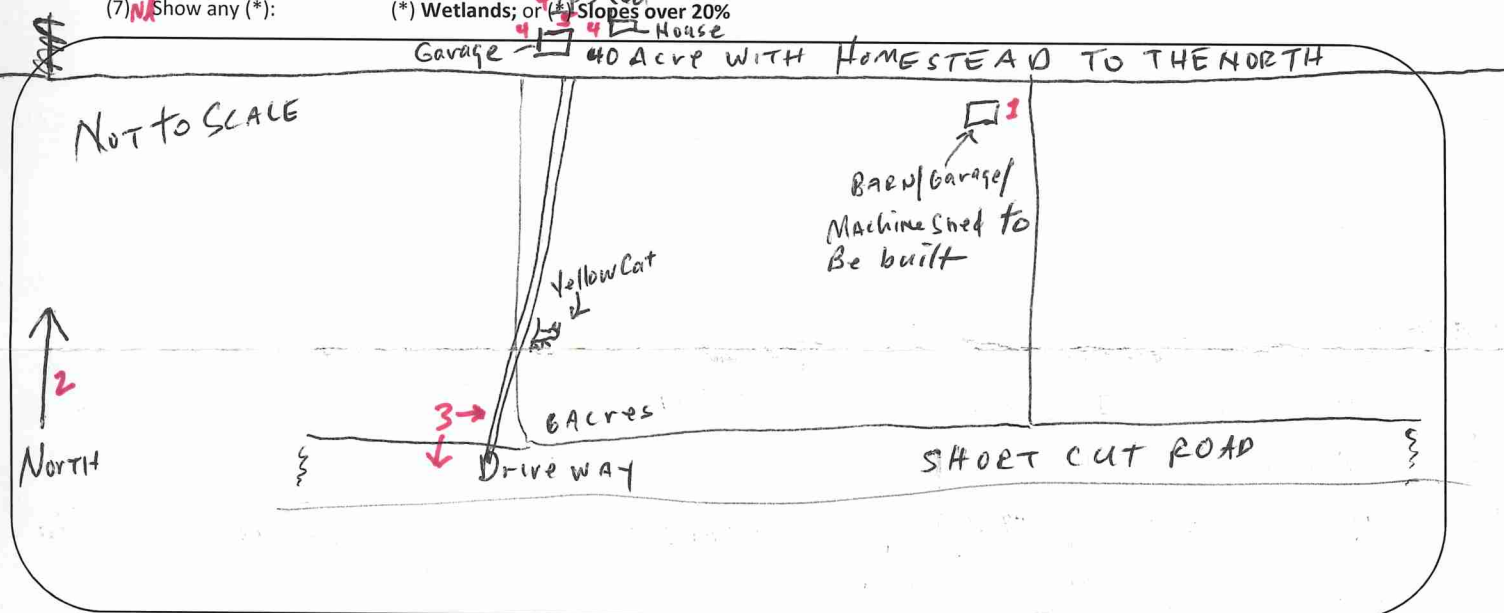 (7) NA Show any (*): (*) Wetlands; or (*) Slopes over 20%
4 4 House
Garage 40 Acre WITH HOMESTEAD TO THE NORTH
NOT to SCALE
1
BARN/Garage/
Machine Shed to
Be built
Yellow Cat
2
3
6 Acres
North
Drive way
SHORT CUT ROAD